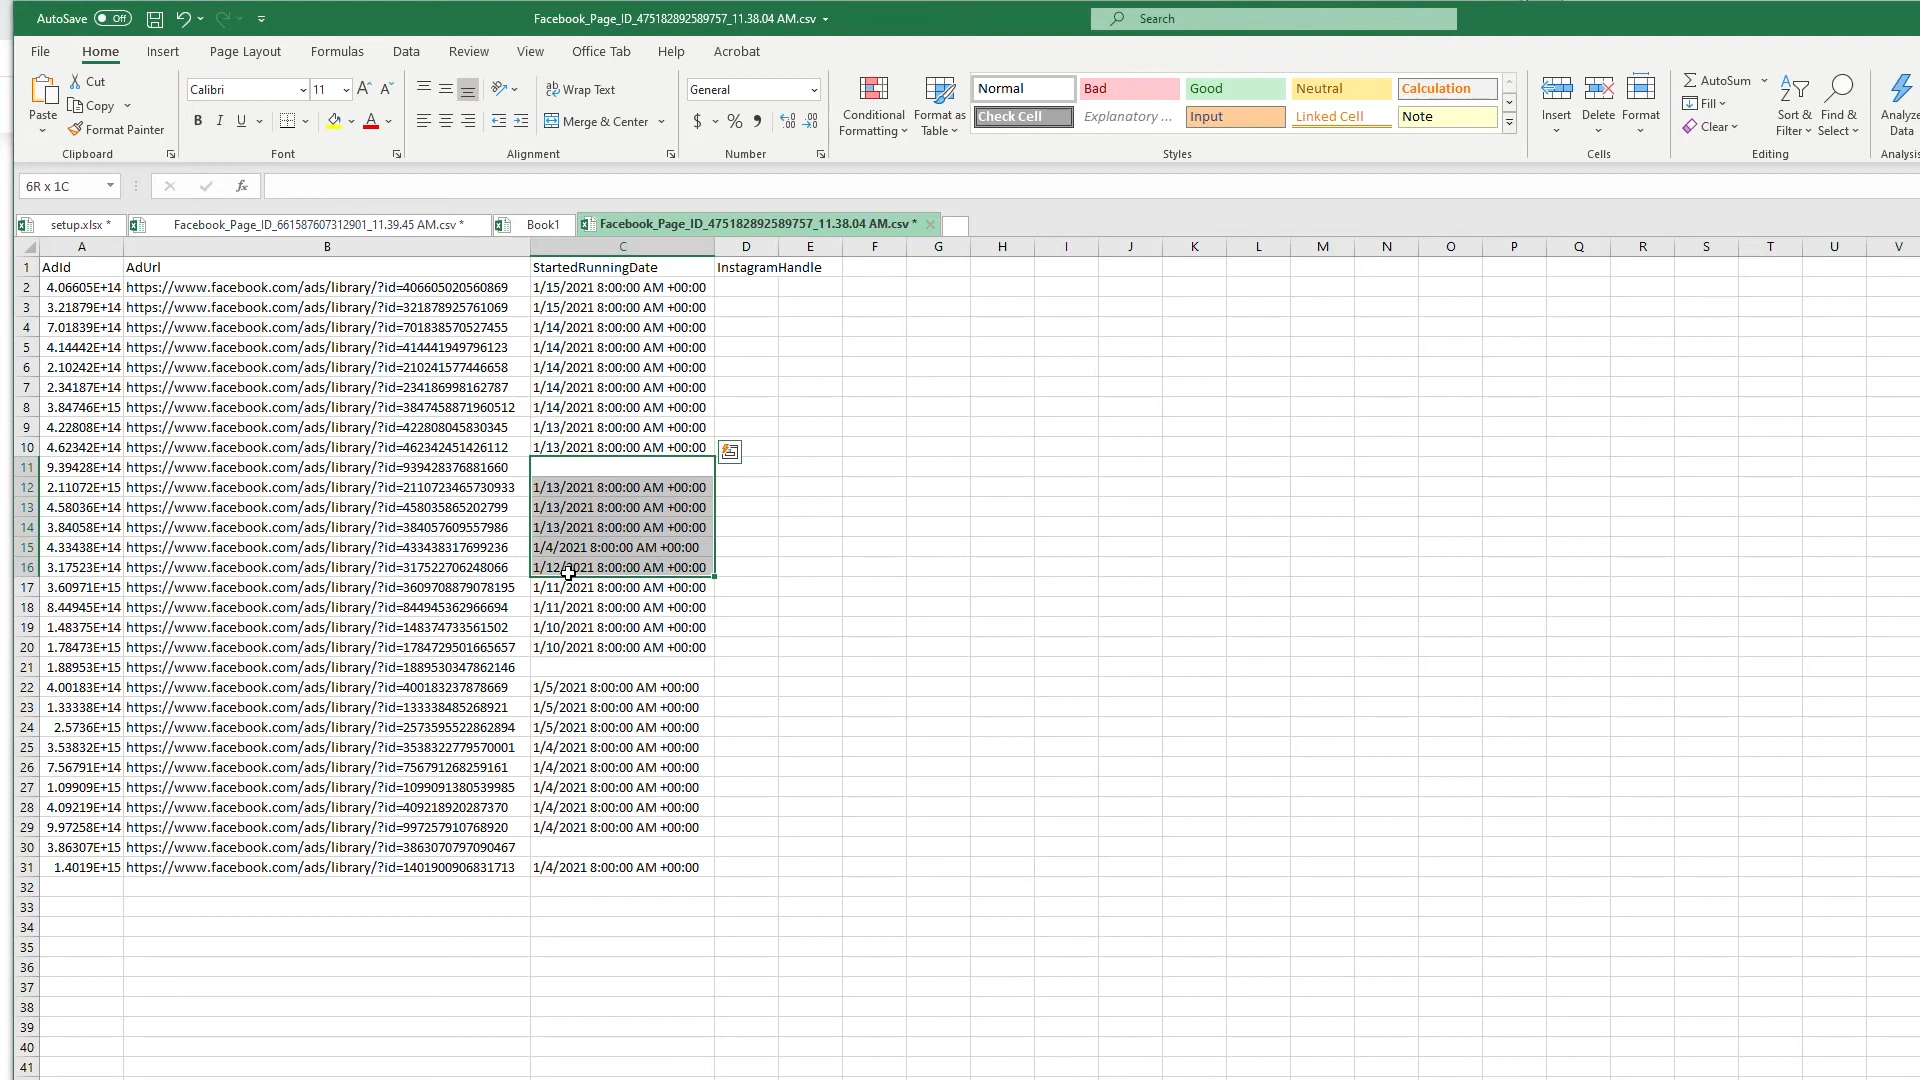 AutoSave Off Facebook_Page_ID_475182892589757_11.38.04 AM.csv Search
File Home Insert Page Layout Formulas Data Review View Office Tab Help Acrobat
Paste Cut Copy Format Painter Clipboard
Calibri 11 B I U Font
Wrap Text Merge & Center Alignment
General $ % Number
Conditional Formatting Format as Table
Normal Bad Good Neutral Calculation
Check Cell Explanatory ... Input Linked Cell Note
Styles
Insert Delete Format Cells
AutoSum Fill Clear Sort & Filter Find & Select Editing
Analyze Data Analysis
6R x 1C fx
setup.xlsx * Facebook_Page_ID_661587607312901_11.39.45 AM.csv * Book1 Facebook_Page_ID_475182892589757_11.38.04 AM.csv *
A B C D E F G H I J K L M N O P Q R S T U V
1 AdId AdUrl StartedRunningDate InstagramHandle
2 4.06605E+14 https://www.facebook.com/ads/library/?id=406605020560869 1/15/2021 8:00:00 AM +00:00
3 3.21879E+14 https://www.facebook.com/ads/library/?id=321878925761069 1/15/2021 8:00:00 AM +00:00
4 7.01839E+14 https://www.facebook.com/ads/library/?id=701838570527455 1/14/2021 8:00:00 AM +00:00
5 4.14442E+14 https://www.facebook.com/ads/library/?id=414441949796123 1/14/2021 8:00:00 AM +00:00
6 2.10242E+14 https://www.facebook.com/ads/library/?id=210241577446658 1/14/2021 8:00:00 AM +00:00
7 2.34187E+14 https://www.facebook.com/ads/library/?id=234186998162787 1/14/2021 8:00:00 AM +00:00
8 3.84746E+15 https://www.facebook.com/ads/library/?id=3847458871960512 1/14/2021 8:00:00 AM +00:00
9 4.22808E+14 https://www.facebook.com/ads/library/?id=422808045830345 1/13/2021 8:00:00 AM +00:00
10 4.62342E+14 https://www.facebook.com/ads/library/?id=462342451426112 1/13/2021 8:00:00 AM +00:00
11 9.39428E+14 https://www.facebook.com/ads/library/?id=939428376881660
12 2.11072E+15 https://www.facebook.com/ads/library/?id=2110723465730933 1/13/2021 8:00:00 AM +00:00
13 4.58036E+14 https://www.facebook.com/ads/library/?id=458035865202799 1/13/2021 8:00:00 AM +00:00
14 3.84058E+14 https://www.facebook.com/ads/library/?id=384057609557986 1/13/2021 8:00:00 AM +00:00
15 4.33438E+14 https://www.facebook.com/ads/library/?id=433438317699236 1/4/2021 8:00:00 AM +00:00
16 3.17523E+14 https://www.facebook.com/ads/library/?id=317522706248066 1/12/2021 8:00:00 AM +00:00
17 3.60971E+15 https://www.facebook.com/ads/library/?id=3609708879078195 1/11/2021 8:00:00 AM +00:00
18 8.44945E+14 https://www.facebook.com/ads/library/?id=844945362966694 1/11/2021 8:00:00 AM +00:00
19 1.48375E+14 https://www.facebook.com/ads/library/?id=148374733561502 1/10/2021 8:00:00 AM +00:00
20 1.78473E+15 https://www.facebook.com/ads/library/?id=1784729501665657 1/10/2021 8:00:00 AM +00:00
21 1.88953E+15 https://www.facebook.com/ads/library/?id=1889530347862146
22 4.00183E+14 https://www.facebook.com/ads/library/?id=400183237878669 1/5/2021 8:00:00 AM +00:00
23 1.33338E+14 https://www.facebook.com/ads/library/?id=133338485268921 1/5/2021 8:00:00 AM +00:00
24 2.5736E+15 https://www.facebook.com/ads/library/?id=2573595522862894 1/5/2021 8:00:00 AM +00:00
25 3.53832E+15 https://www.facebook.com/ads/library/?id=3538322779570001 1/4/2021 8:00:00 AM +00:00
26 7.56791E+14 https://www.facebook.com/ads/library/?id=756791268259161 1/4/2021 8:00:00 AM +00:00
27 1.09909E+15 https://www.facebook.com/ads/library/?id=1099091380539985 1/4/2021 8:00:00 AM +00:00
28 4.09219E+14 https://www.facebook.com/ads/library/?id=409218920287370 1/4/2021 8:00:00 AM +00:00
29 9.97258E+14 https://www.facebook.com/ads/library/?id=997257910768920 1/4/2021 8:00:00 AM +00:00
30 3.86307E+15 https://www.facebook.com/ads/library/?id=3863070797090467
31 1.4019E+15 https://www.facebook.com/ads/library/?id=1401900906831713 1/4/2021 8:00:00 AM +00:00
32
33
34
35
36
37
38
39
40
41